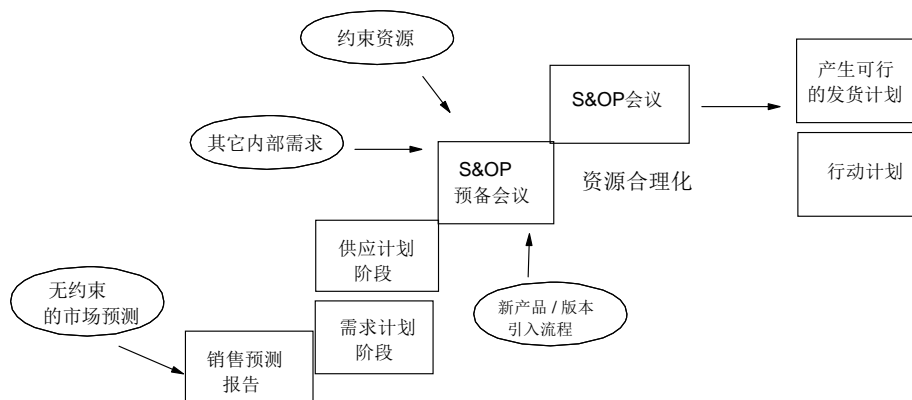 约束资源
S&OP会议
产生可行
的发货计划
其它内部需求
S&OP
预备会议
资源合理化
行动计划
供应计划
阶段
无约束
的市场预测
新产品 / 版本
引入流程
需求计划
阶段
销售预测
报告